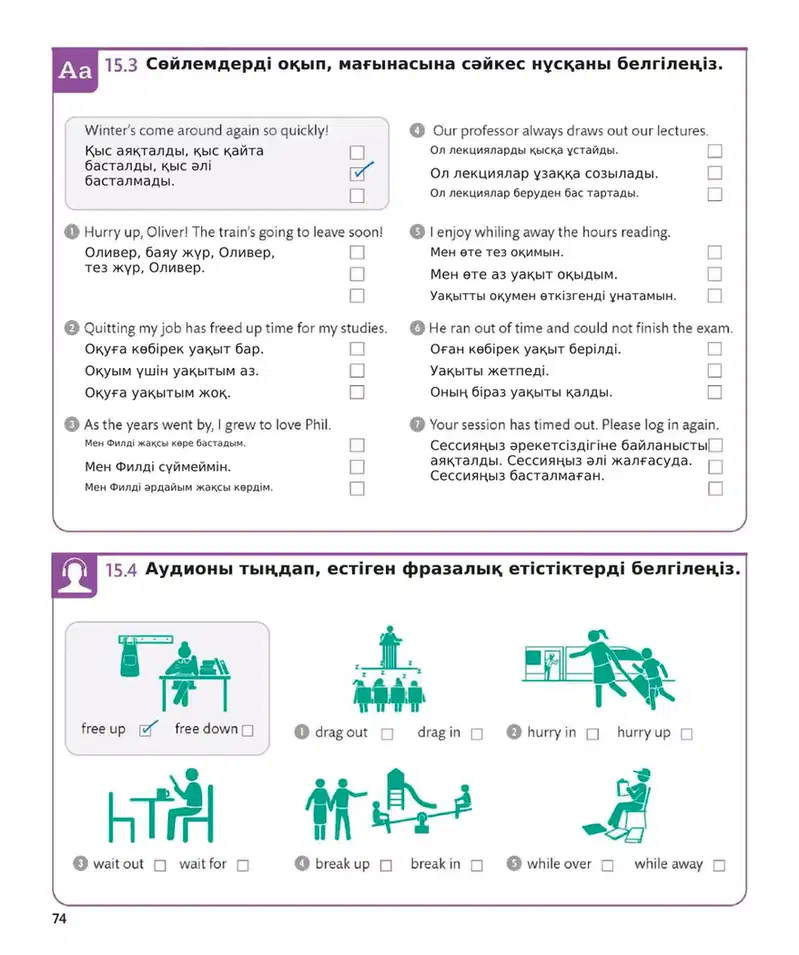 Aa 15.3 Сөйлемдерді оқып, мағынасына сәйкес нұсқаны белгілеңіз.
Winter's come around again so quickly!
Қыс аяқталды, қыс қайта
басталды, қыс әлі
басталмады.
1 Hurry up, Oliver! The train's going to leave soon!
Оливер, баяу жүр, Оливер,
тез жүр, Оливер.
2 Quitting my job has freed up time for my studies.
Оқуға көбірек уақыт бар.
Оқуым үшін уақытым аз.
Оқуға уақытым жоқ.
3 As the years went by, I grew to love Phil.
Мен Филді жақсы көре бастадым.
Мен Филді сүймеймін.
Мен Филді әрдайым жақсы көрдім.
4 Our professor always draws out our lectures.
Ол лекцияларды қысқа ұстайды.
Ол лекциялар ұзаққа созылады.
Ол лекциялар беруден бас тартады.
5 I enjoy whiling away the hours reading.
Мен өте тез оқимын.
Мен өте аз уақыт оқыдым.
Уақытты оқумен өткізгенді ұнатамын.
6 He ran out of time and could not finish the exam.
Оған көбірек уақыт берілді.
Уақыты жетпеді.
Оның біраз уақыты қалды.
7 Your session has timed out. Please log in again.
Сессияңыз әрекетсіздігіне байланысты
аяқталды. Сессияңыз әлі жалғасуда.
Сессияңыз басталмаған.
15.4 Аудионы тыңдап, естіген фразалық етістіктерді белгілеңіз.
free up free down
z z z z z
1 drag out drag in
2 hurry in hurry up
3 wait out wait for
4 break up break in
5 while over while away
74